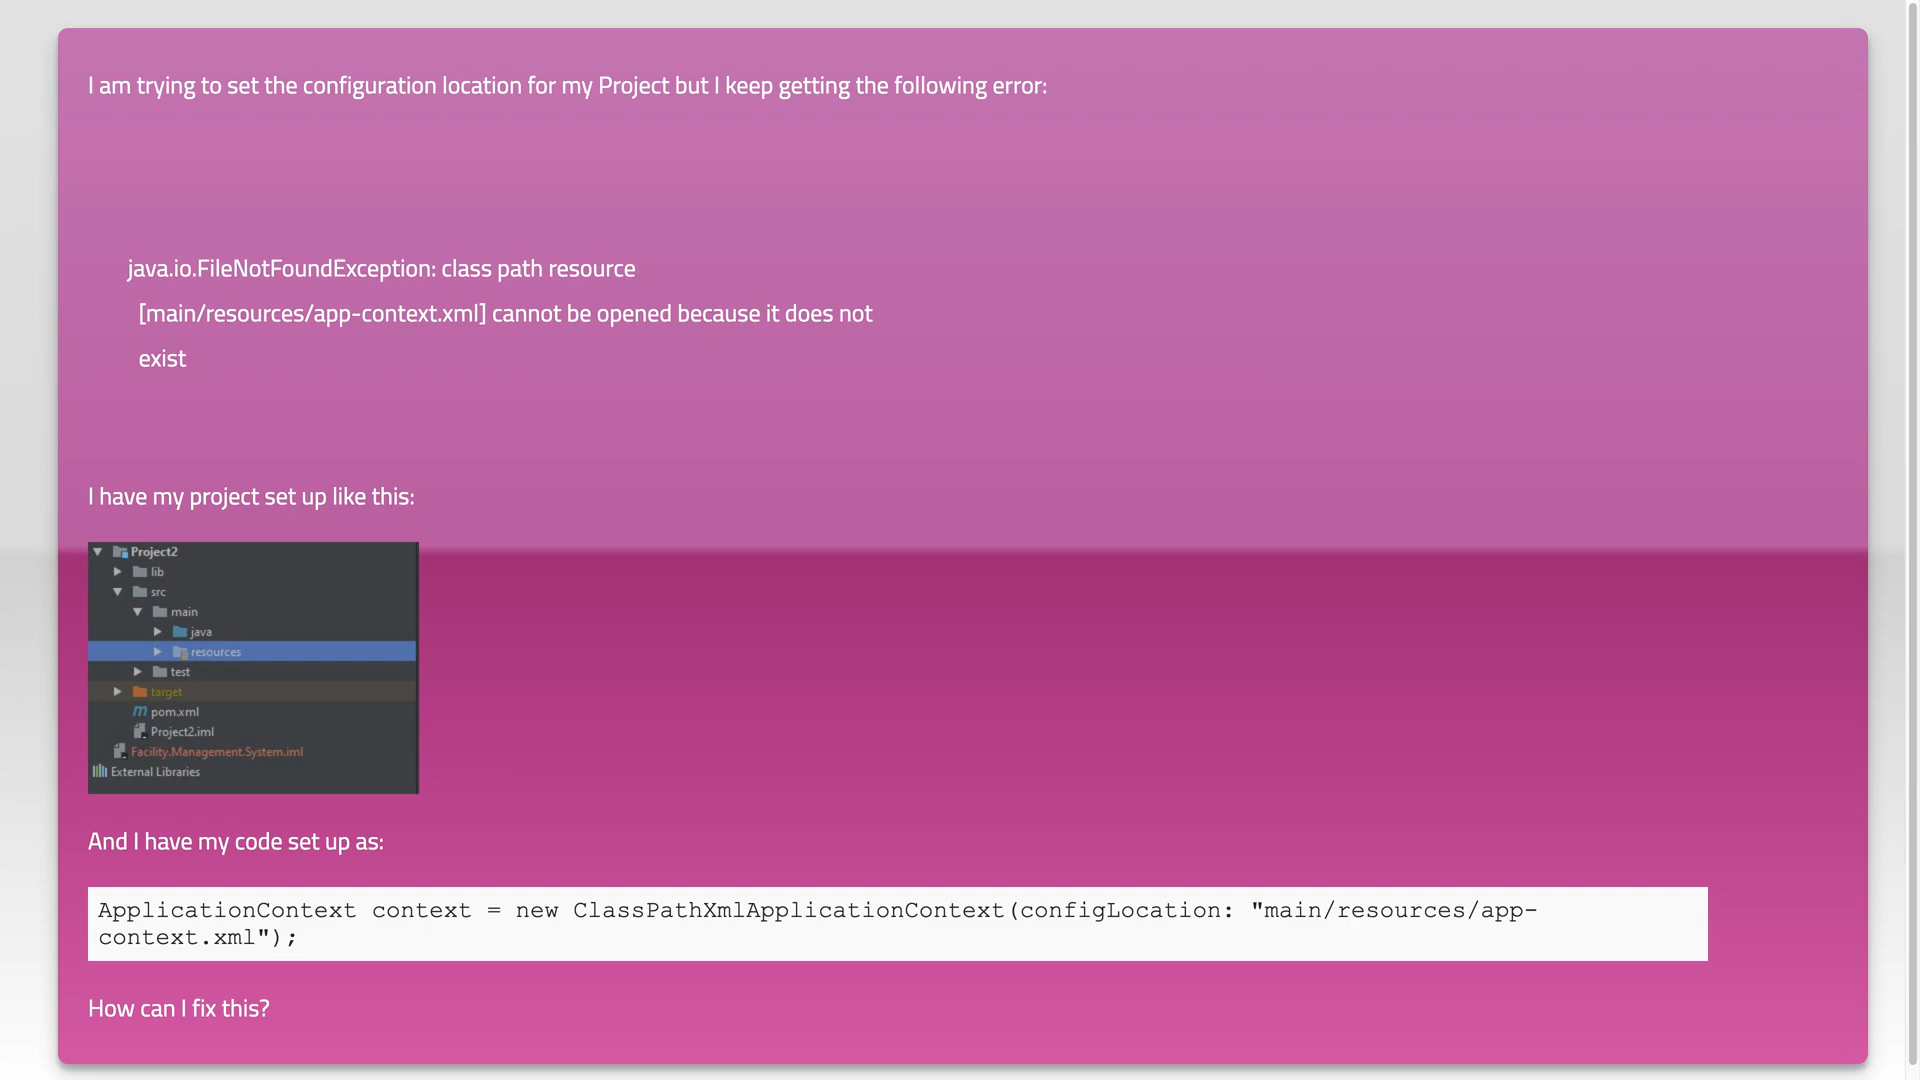 I am trying to set the configuration location for my Project but I keep getting the following error:
java.io.FileNotFoundException: class path resource
[main/resources/app-context.xml] cannot be opened because it does not
exist
I have my project set up like this:
Project2
lib
src
main
java
resources
test
target
pom.xml
Project2.iml
Facility.Management.System.iml
External Libraries
And I have my code set up as:
ApplicationContext context = new ClassPathXmlApplicationContext(configLocation: "main/resources/app-
context.xml");
How can I fix this?